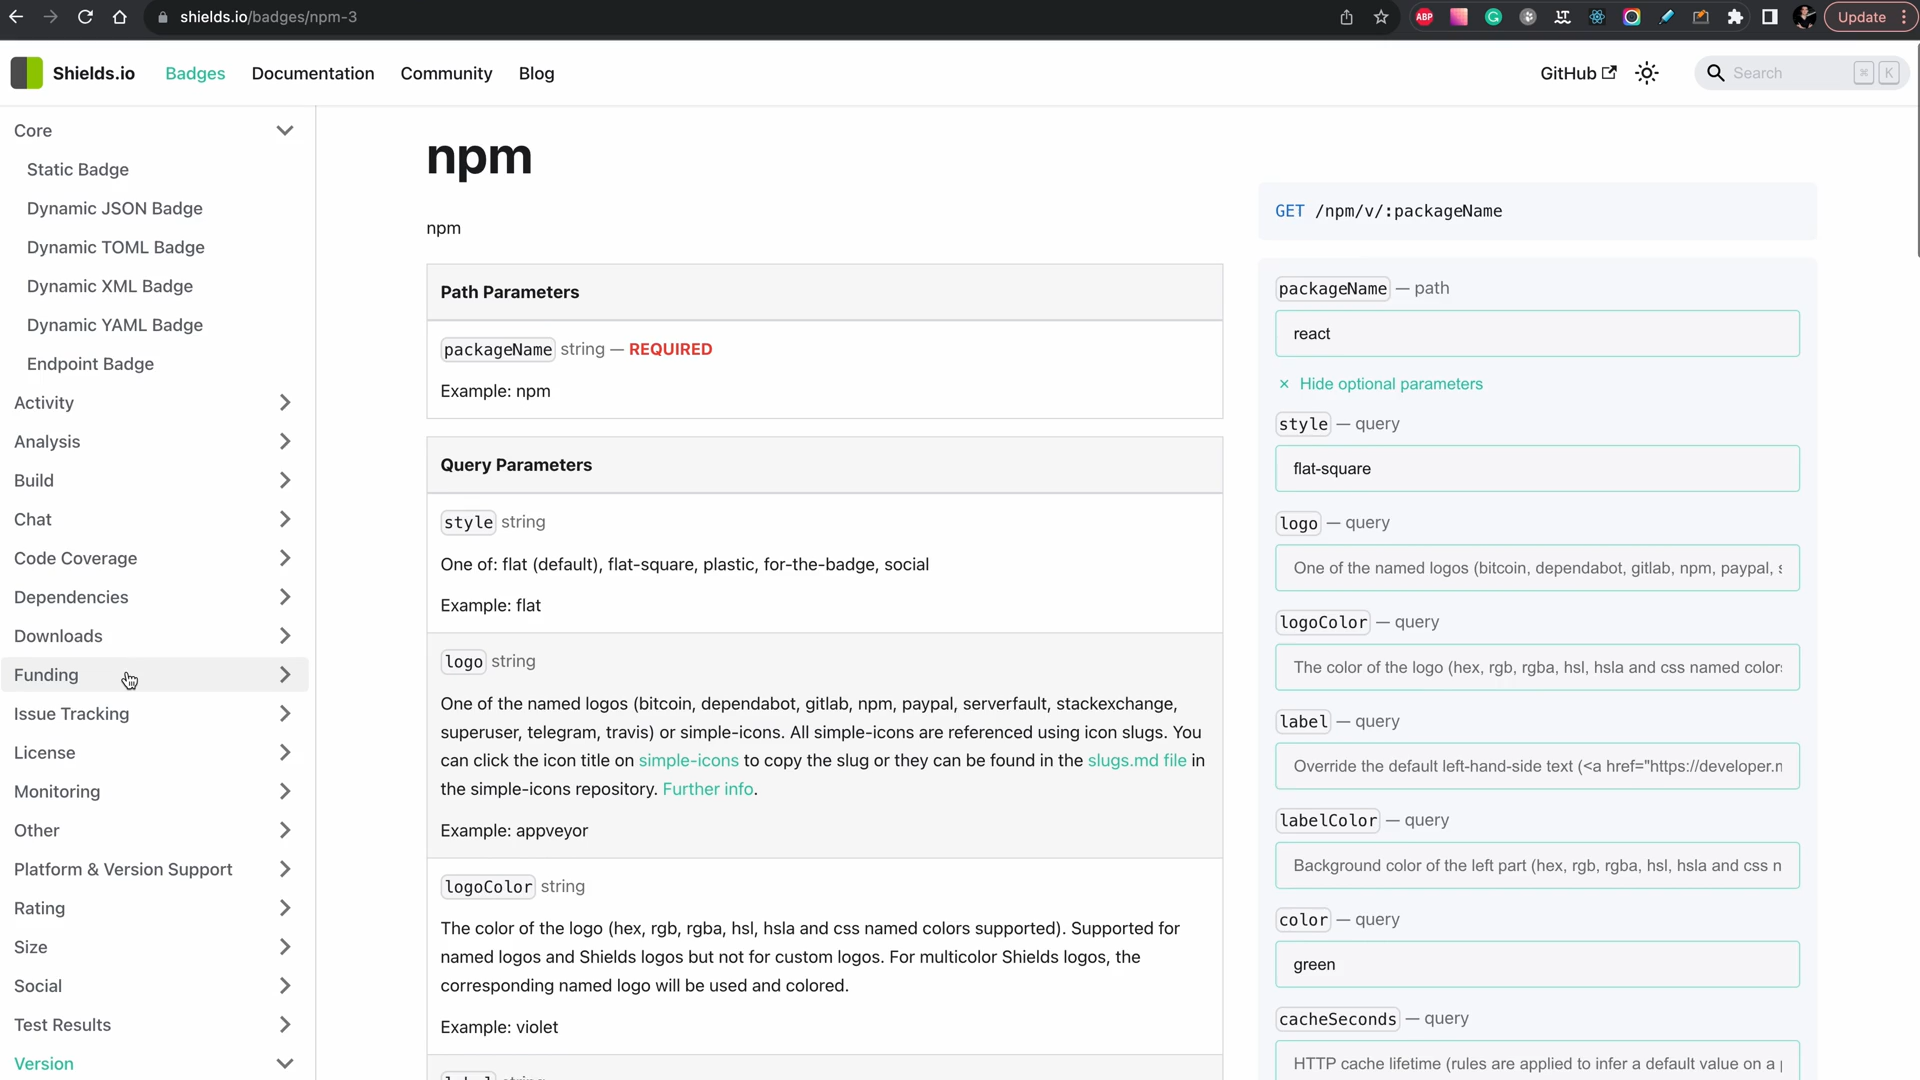 shields.io/badges/npm-3
ABP
Update
Shields.io
Badges
Documentation
Community
Blog
GitHub
Search
⌘ K
Core
Static Badge
Dynamic JSON Badge
Dynamic TOML Badge
Dynamic XML Badge
Dynamic YAML Badge
Endpoint Badge
Activity
Analysis
Build
Chat
Code Coverage
Dependencies
Downloads
Funding
Issue Tracking
License
Monitoring
Other
Platform & Version Support
Rating
Size
Social
Test Results
Version
npm
npm
Path Parameters
packageName string — REQUIRED
Example: npm
Query Parameters
style string
One of: flat (default), flat-square, plastic, for-the-badge, social
Example: flat
logo string
One of the named logos (bitcoin, dependabot, gitlab, npm, paypal, serverfault, stackexchange,
superuser, telegram, travis) or simple-icons. All simple-icons are referenced using icon slugs. You
can click the icon title on simple-icons to copy the slug or they can be found in the slugs.md file in
the simple-icons repository. Further info.
Example: appveyor
logoColor string
The color of the logo (hex, rgb, rgba, hsl, hsla and css named colors supported). Supported for
named logos and Shields logos but not for custom logos. For multicolor Shields logos, the
corresponding named logo will be used and colored.
Example: violet
GET /npm/v/:packageName
packageName — path
react
× Hide optional parameters
style — query
flat-square
logo — query
One of the named logos (bitcoin, dependabot, gitlab, npm, paypal,
logoColor — query
The color of the logo (hex, rgb, rgba, hsl, hsla and css named color
label — query
Override the default left-hand-side text (<a href="https://developer.
labelColor — query
Background color of the left part (hex, rgb, rgba, hsl, hsla and css n
color — query
green
cacheSeconds — query
HTTP cache lifetime (rules are applied to infer a default value on a